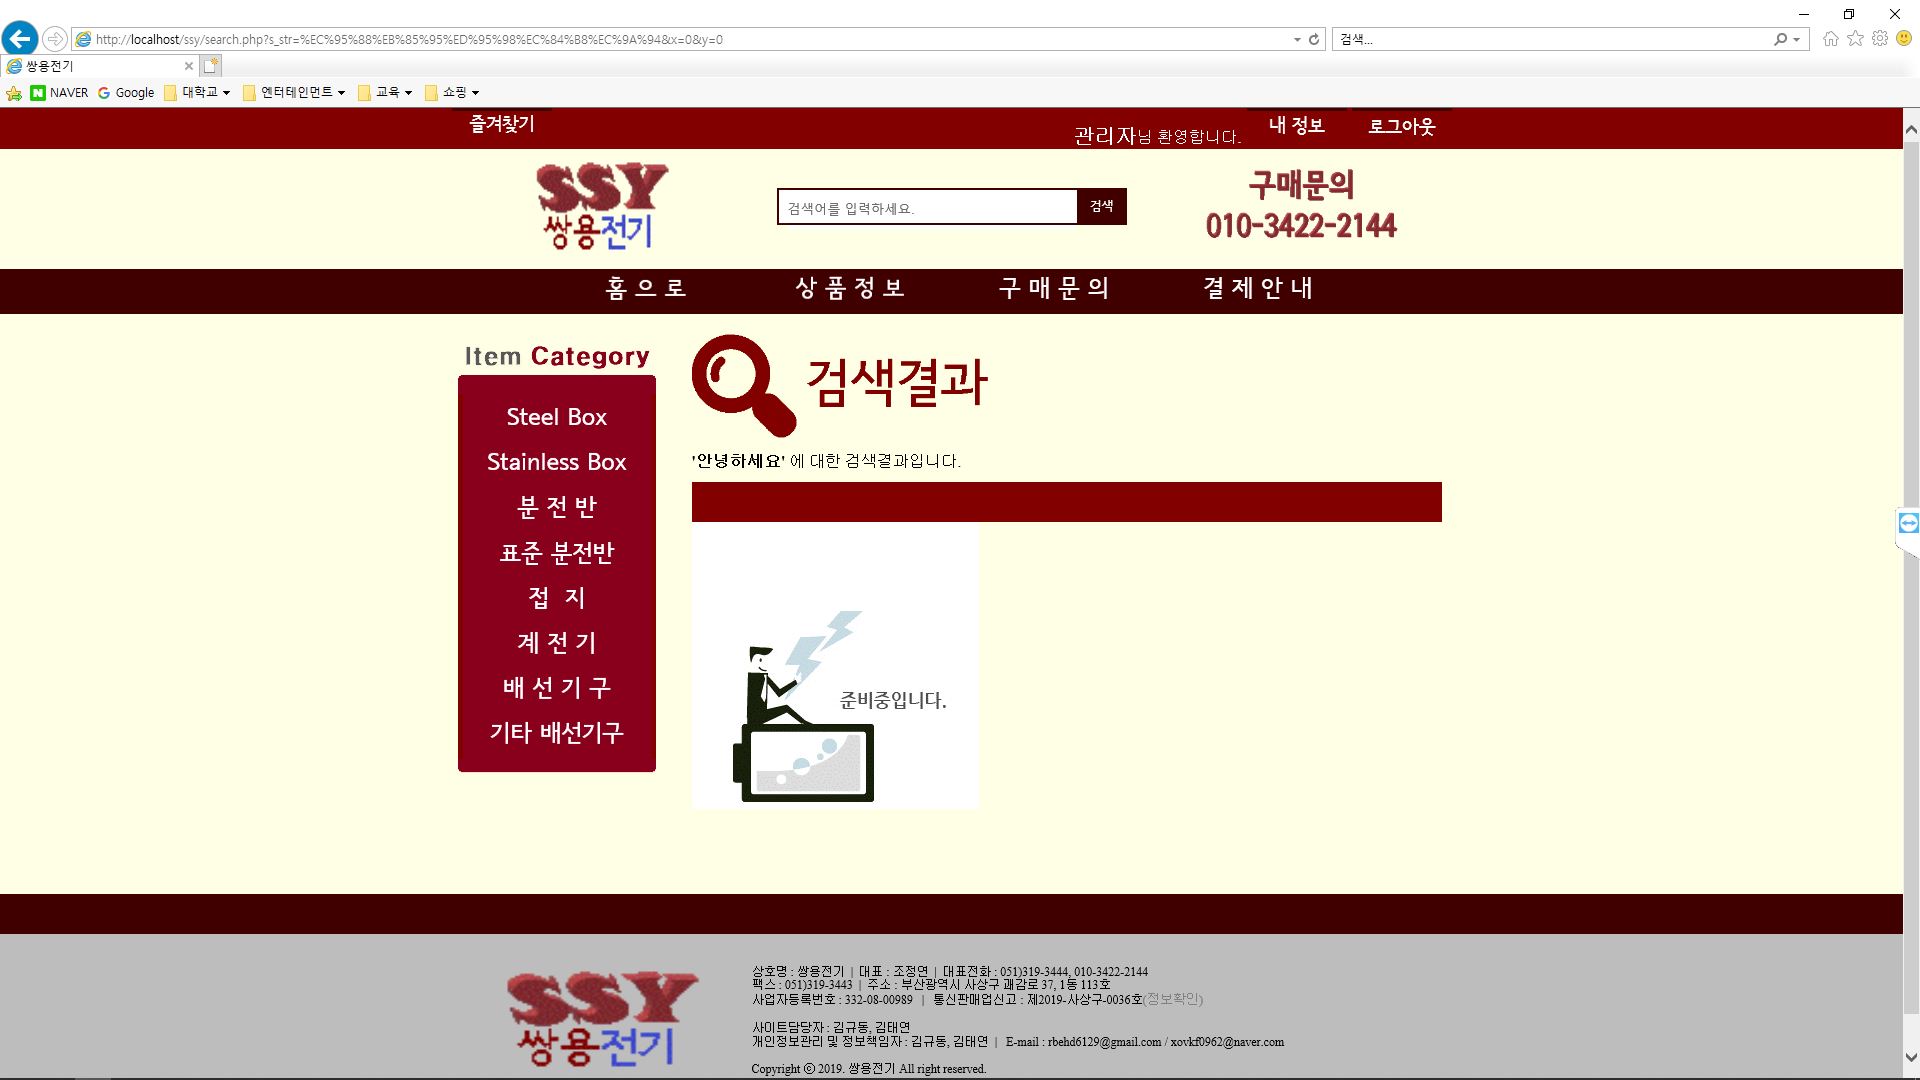 http://localhost/ssy/search.php?s_str=%EC%95%88%EB%85%95%ED%95%98%EC%84%B8%EC%9A%94&x=0&y=0
검색...
쌍용전기
NAVER
Google
대학교
엔터테인먼트
교육
쇼핑
즐겨찾기
관리자님 환영합니다.
내 정보
로그아웃
SSY
쌍용전기
검색어를 입력하세요.
검색
구매문의
010-3422-2144
홈으로
상품정보
구매문의
결제안내
Item Category
Steel Box
Stainless Box
분 전 반
표준 분전반
접 지
계 전 기
배 선 기 구
기타 배선기구
검색결과
'안녕하세요' 에 대한 검색결과입니다.
준비중입니다.
SSY
쌍용전기
상호명 : 쌍용전기 | 대표 : 조정연 | 대표전화 : 051)319-3444, 010-3422-2144
팩스 : 051)319-3443 | 주소 : 부산광역시 사상구 괘감로 37, 1동 113호
사업자등록번호 : 332-08-00989 | 통신판매업신고 : 제2019-사상구-0036호(정보확인)
사이트담당자 : 김규동, 김태연
개인정보관리 및 정보책임자 : 김규동, 김태연 | E-mail : rbehd6129@gmail.com / xovkf0962@naver.com
Copyright ⓒ 2019. 쌍용전기 All right reserved.